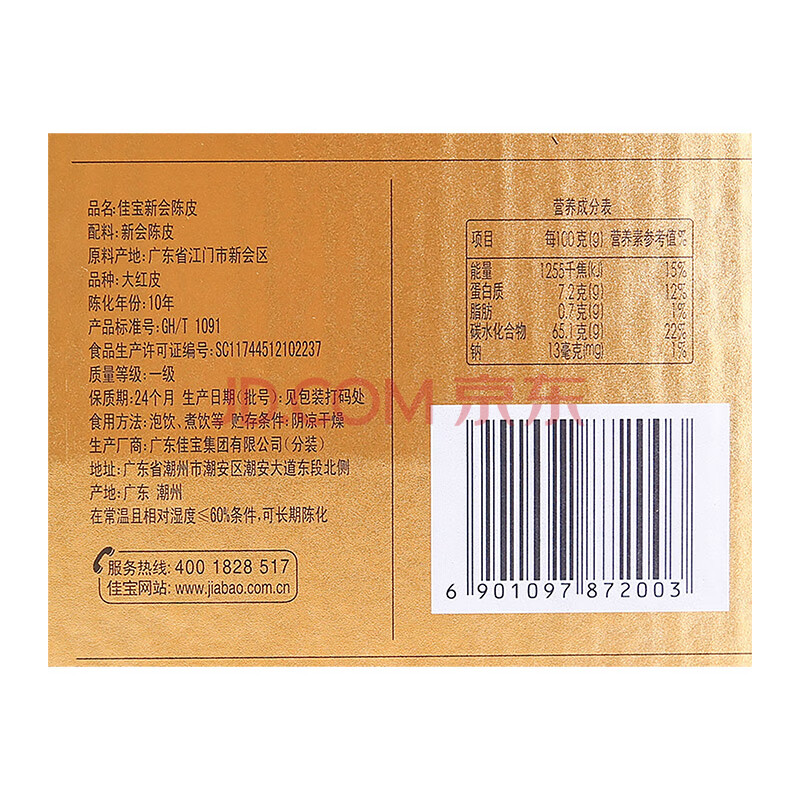 品名:佳宝新会陈皮
配料:新会陈皮
原料产地:广东省江门市新会区
品种:大红皮
陈化年份:10年
产品标准号:GH/T 1091
食品生产许可证编号:SC11744512102237
质量等级:一级
保质期:24个月 生产日期(批号):见包装打码处
食用方法:泡饮、煮饮等 贮存条件:阴凉干燥
生产厂商:广东佳宝集团有限公司(分装)
地址:广东省潮州市潮安区潮安大道东段北侧
产地:广东 潮州
在常温且相对湿度≤60%条件,可长期陈化
服务热线:400 1828 517
佳宝网站:www.jiabao.com.cn
营养成分表
项目 每100克(g) 营养素参考值%
能量 1255千焦(kJ) 15%
蛋白质 7.2克(g) 12%
脂肪 0.7克(g) 1%
碳水化合物 65.1克(g) 22%
钠 13毫克(mg) 1%
JD.COM 京东
6 901097 872003